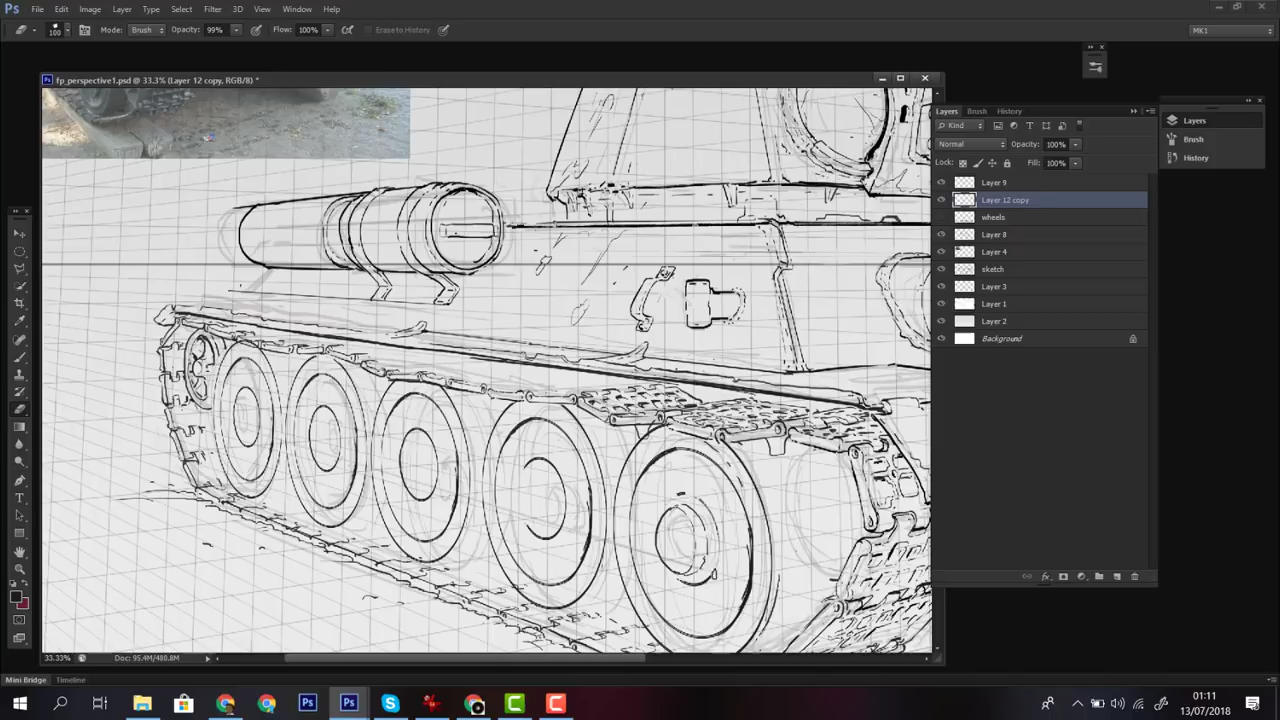 Ps File Edit Image Layer Type Select Filter 3D View Window Help
100 Mode: Brush Opacity: 99% Flow: 100% Erase to History MK1
fp_perspective1.psd @ 33.3% (Layer 12 copy, RGB/8) *
Layers Brush History
Kind
Normal Opacity: 100%
Lock: Fill: 100%
Layer 9
Layer 12 copy
wheels
Layer 8
Layer 4
sketch
Layer 3
Layer 1
Layer 2
Background
Layers
Brush
History
33.33% Doc: 95.4M/480.8M
Mini Bridge Timeline
Ps Ps
01:11
13/07/2018